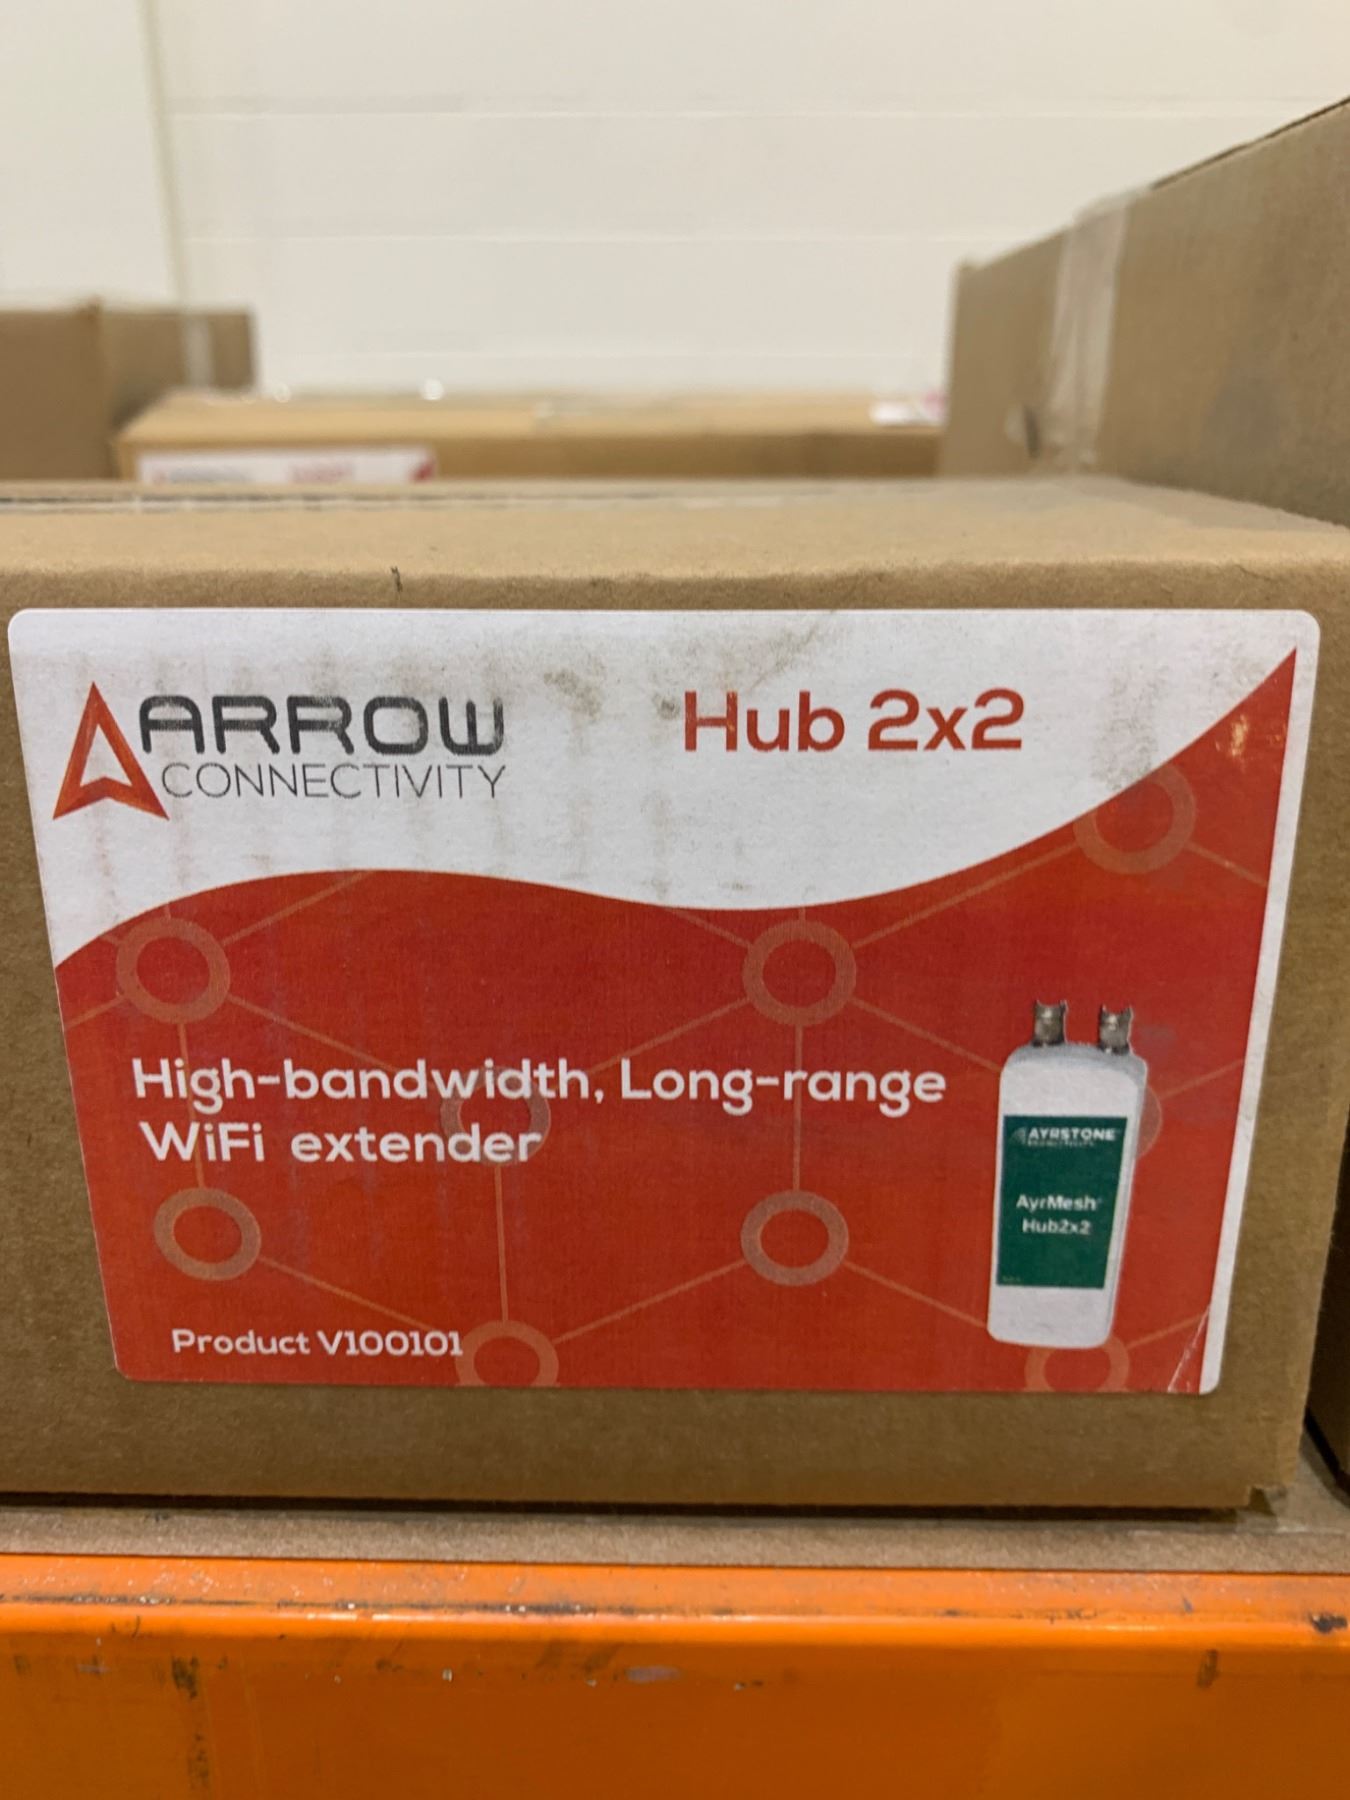 ARROW
CONNECTIVITY
Hub 2x2
High-bandwidth, Long-range
WiFi extender
AYRSTONE
AyrMesh
Hub2x2
Product V100101